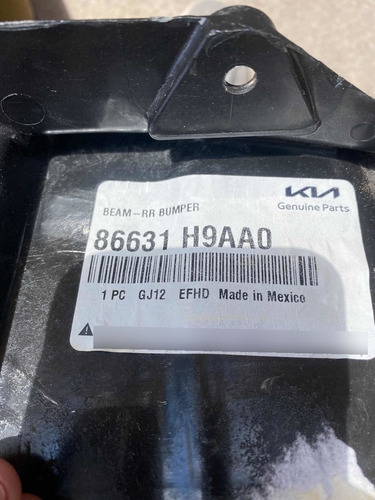 KIA
Genuine Parts
BEAM-RR BUMPER
86631 H9AA0
1 PC GJ12 EFHD Made in Mexico